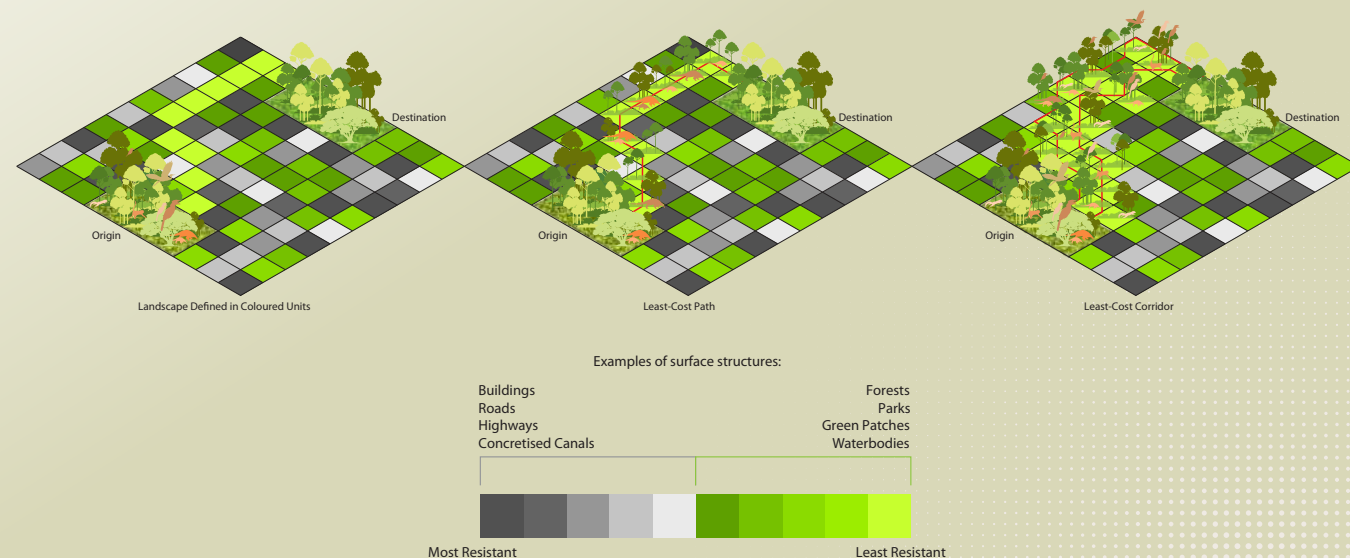 Destination
Origin
Landscape Defined in Coloured Units
Destination
Origin
Least-Cost Path
Destination
Origin
Least-Cost Corridor
Examples of surface structures:
Buildings
Roads
Highways
Concretised Canals
Forests
Parks
Green Patches
Waterbodies
Most Resistant
Least Resistant